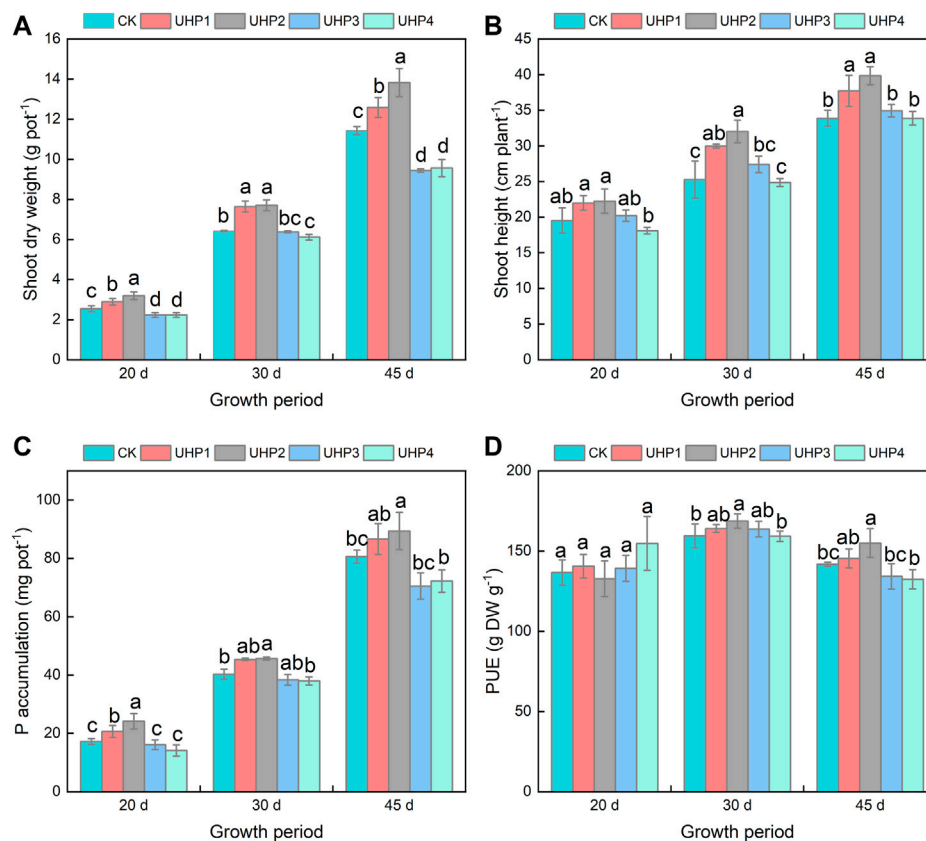 A
CK UHP1 UHP2 UHP3 UHP4
Shoot dry weight (g pot⁻¹)
16
14
12
10
8
6
4
2
0
c b a d d
b a a bc c
c b a d d
20 d 30 d 45 d
Growth period
B
CK UHP1 UHP2 UHP3 UHP4
Shoot height (cm plant⁻¹)
45
40
35
30
25
20
15
10
5
0
ab a a ab b
c ab a bc c
b a a b b
20 d 30 d 45 d
Growth period
C
CK UHP1 UHP2 UHP3 UHP4
P accumulation (mg pot⁻¹)
100
80
60
40
20
0
c b a c c
b ab a ab b
bc ab a bc b
20 d 30 d 45 d
Growth period
D
CK UHP1 UHP2 UHP3 UHP4
PUE (g DW g⁻¹)
200
150
100
50
0
a a a a a
b ab a ab b
bc ab a bc c
20 d 30 d 45 d
Growth period